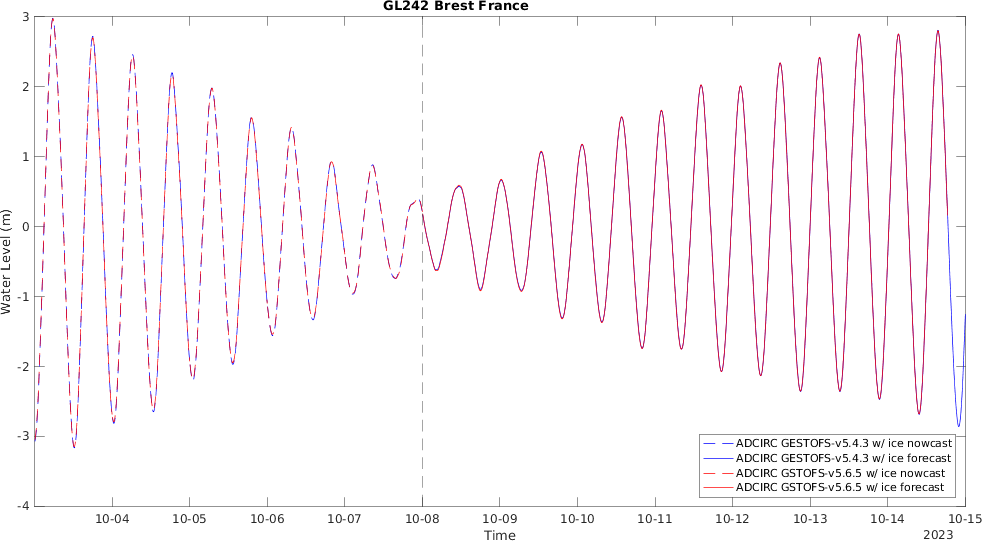 GL242 Brest France
3
2
1
0
-1
-2
-3
-4
Water Level (m)
ADCIRC GESTOFS-v5.4.3 w/ ice nowcast
ADCIRC GESTOFS-v5.4.3 w/ ice forecast
ADCIRC GSTOFS-v5.6.5 w/ ice nowcast
ADCIRC GSTOFS-v5.6.5 w/ ice forecast
10-04 10-05 10-06 10-07 10-08 10-09 10-10 10-11 10-12 10-13 10-14 10-15
Time
2023